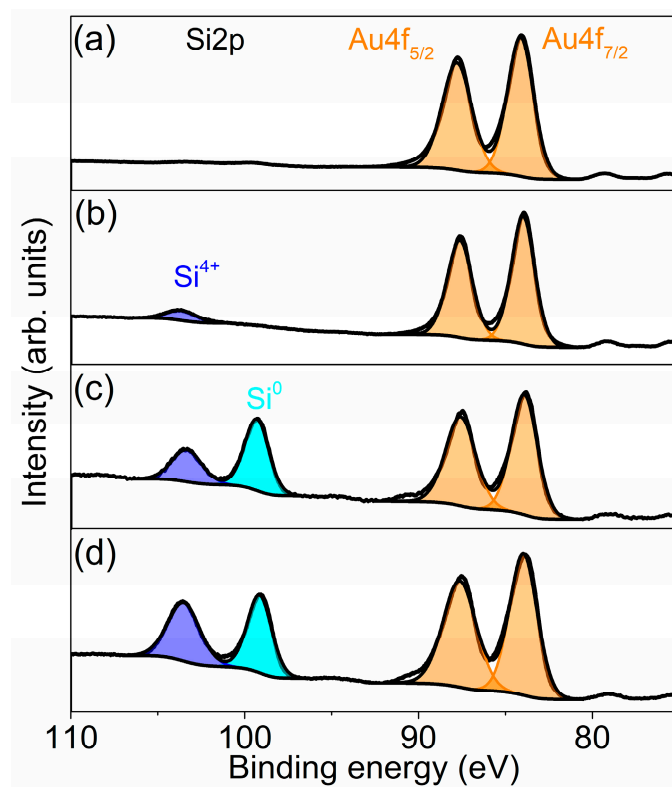 (a) Si2p Au4f5/2 Au4f7/2
(b)
Si4+
(c)
Si0
(d)
Intensity (arb. units)
110 100 90 80
Binding energy (eV)